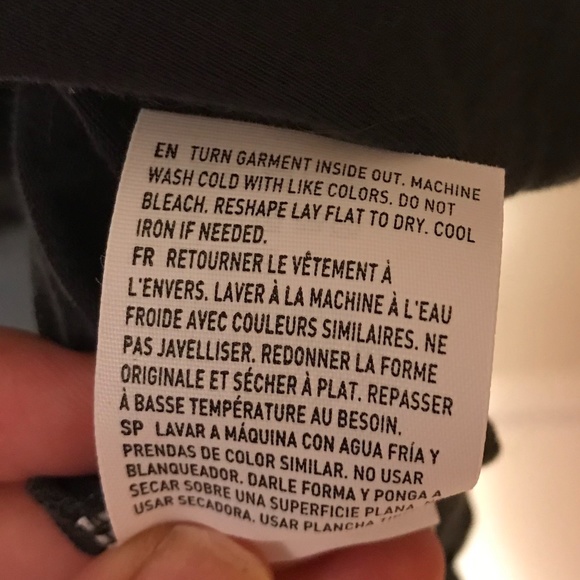 EN TURN GARMENT INSIDE OUT. MACHINE
WASH COLD WITH LIKE COLORS. DO NOT
BLEACH. RESHAPE LAY FLAT TO DRY. COOL
IRON IF NEEDED.
FR RETOURNER LE VÊTEMENT À
L'ENVERS. LAVER À LA MACHINE À L'EAU
FROIDE AVEC COULEURS SIMILAIRES. NE
PAS JAVELLISER. REDONNER LA FORME
ORIGINALE ET SÉCHER À PLAT. REPASSER
À BASSE TEMPÉRATURE AU BESOIN.
SP LAVAR A MÁQUINA CON AGUA FRÍA Y
PRENDAS DE COLOR SIMILAR. NO USAR
BLANQUEADOR. DARLE FORMA Y PONGA A
SECAR SOBRE UNA SUPERFICIE PLANA.
USAR SECADORA. USAR PLANCHA